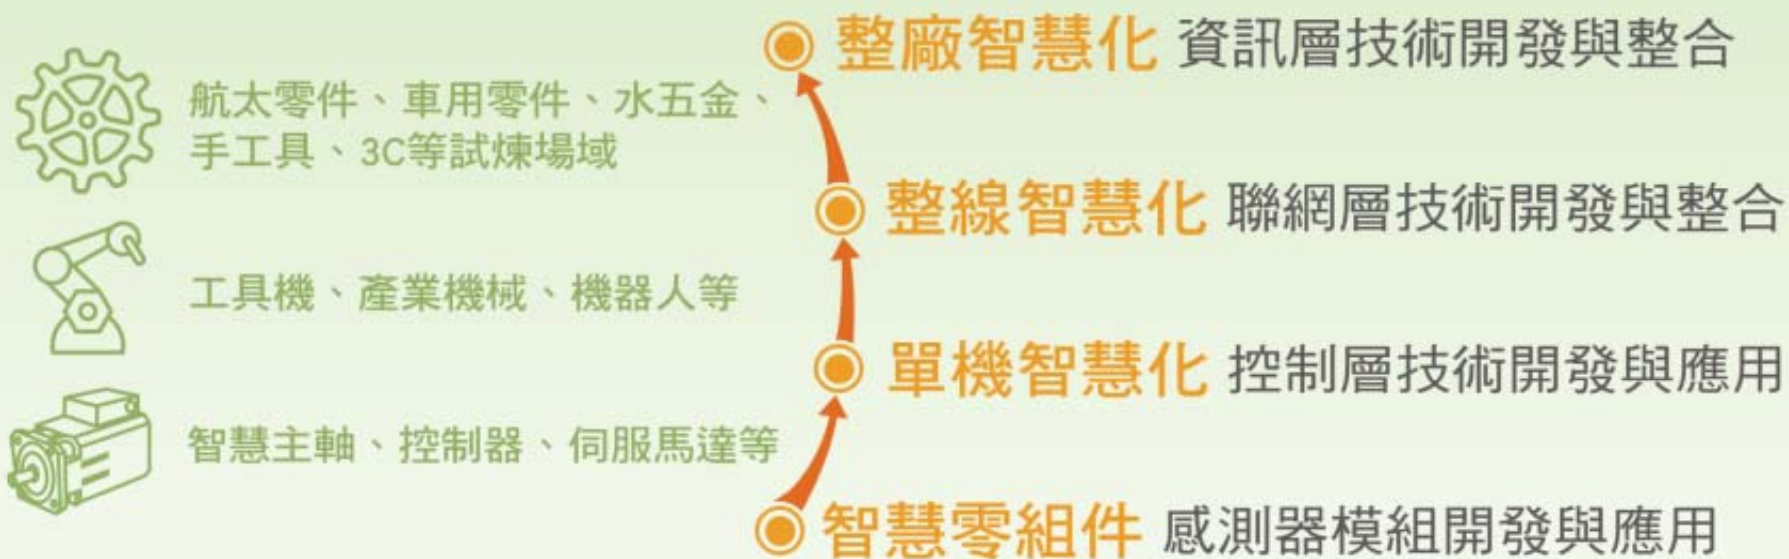 整廠智慧化 資訊層技術開發與整合
航太零件、車用零件、水五金、
手工具、3C等試煉場域
整線智慧化 聯網層技術開發與整合
工具機、產業機械、機器人等
單機智慧化 控制層技術開發與應用
智慧主軸、控制器、伺服馬達等
智慧零組件 感測器模組開發與應用